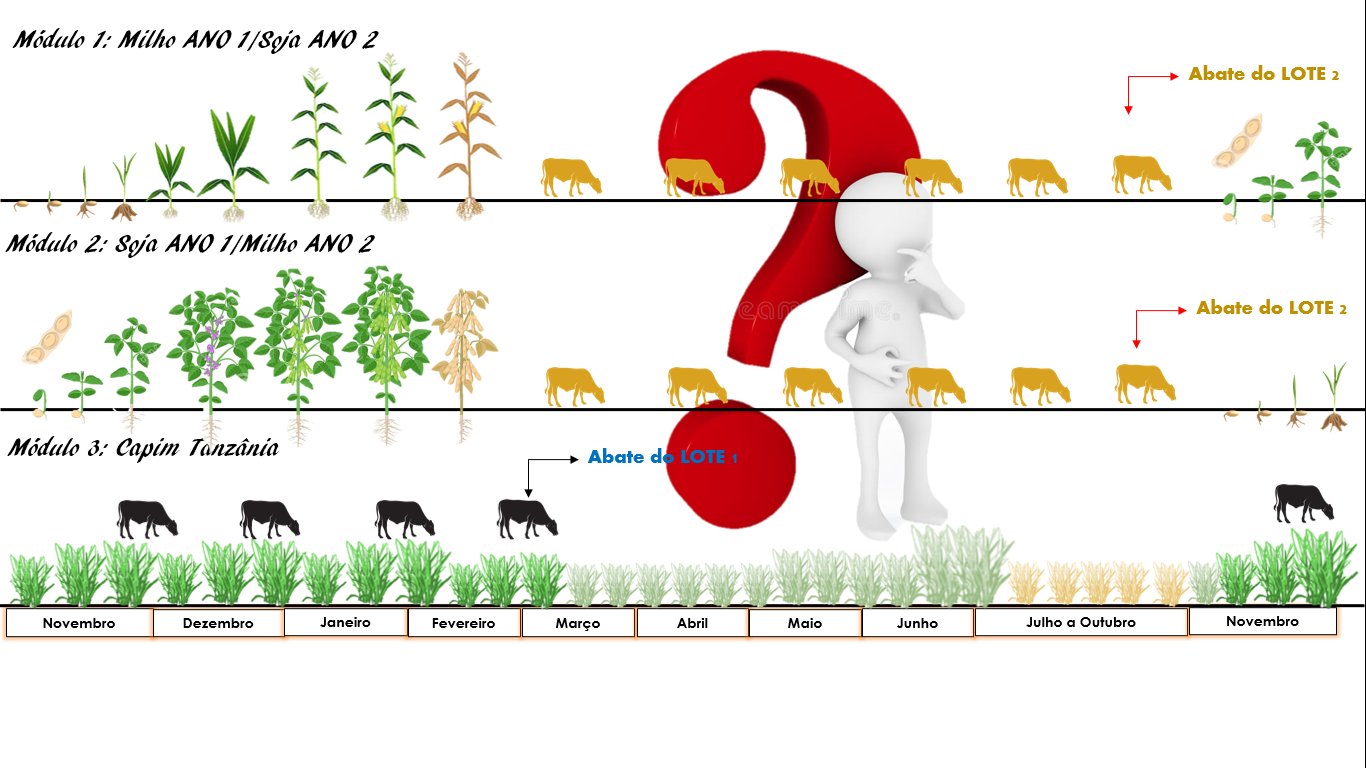 Módulo 1: Milho ANO 1/Soja ANO 2
Abate do LOTE 2
Módulo 2: Soja ANO 1/Milho ANO 2
Abate do LOTE 2
Módulo 3: Capim Tanzânia
Abate do LOTE 1
Novembro
Dezembro
Janeiro
Fevereiro
Março
Abril
Maio
Junho
Julho a Outubro
Novembro